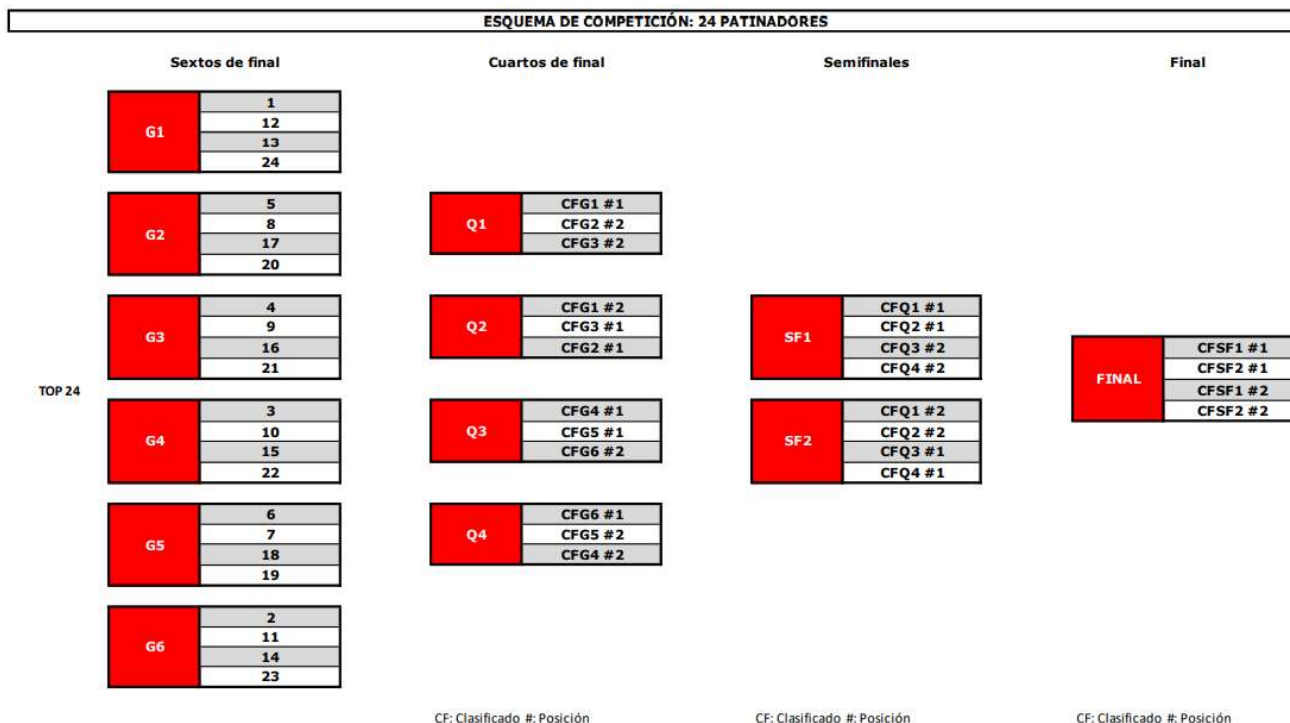 ESQUEMA DE COMPETICIÓN: 24 PATINADORES
Sextos de final
Cuartos de final
Semifinales
Final
TOP 24
G1
1
12
13
24
G2
5
8
17
20
G3
4
9
16
21
G4
3
10
15
22
G5
6
7
18
19
G6
2
11
14
23
Q1
CFG1 #1
CFG2 #2
CFG3 #2
Q2
CFG1 #2
CFG3 #1
CFG2 #1
Q3
CFG4 #1
CFG5 #1
CFG6 #2
Q4
CFG6 #1
CFG5 #2
CFG4 #2
SF1
CFQ1 #1
CFQ2 #1
CFQ3 #2
CFQ4 #2
SF2
CFQ1 #2
CFQ2 #2
CFQ3 #1
CFQ4 #1
FINAL
CFSF1 #1
CFSF2 #1
CFSF1 #2
CFSF2 #2
CF: Clasificado #: Posición
CF: Clasificado #: Posición
CF: Clasificado #: Posición